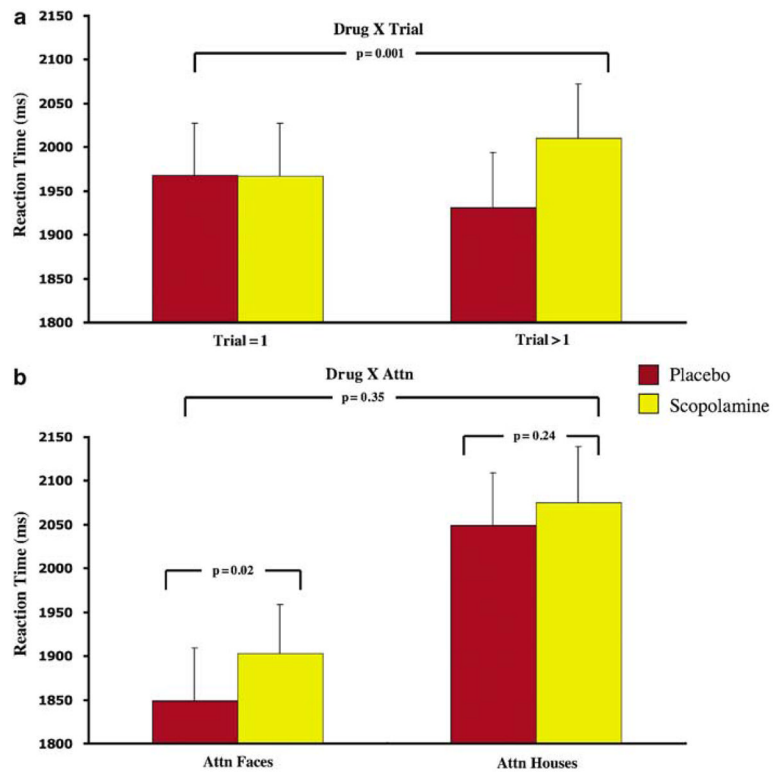 a
Drug X Trial
p = 0.001
Reaction Time (ms)
2150
2100
2050
2000
1950
1900
1850
1800
Trial = 1
Trial > 1
b
Drug X Attn
p = 0.35
Placebo
Scopolamine
p = 0.24
p = 0.02
Reaction Time (ms)
2150
2100
2050
2000
1950
1900
1850
1800
Attn Faces
Attn Houses